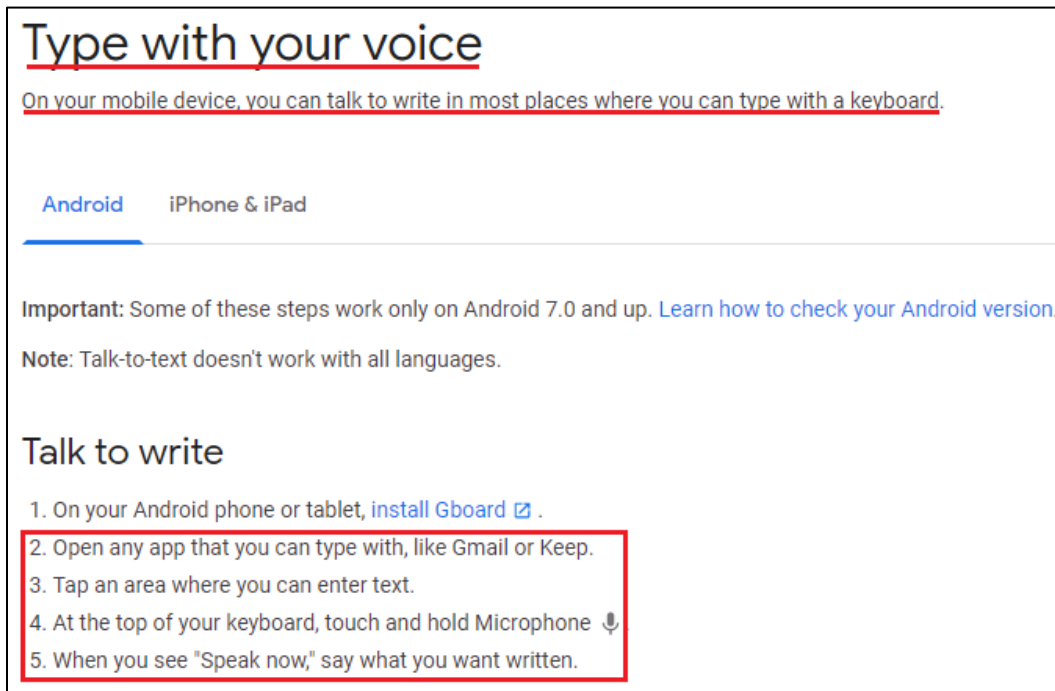 Type with your voice
On your mobile device, you can talk to write in most places where you can type with a keyboard.
Android iPhone & iPad
Important: Some of these steps work only on Android 7.0 and up. Learn how to check your Android version.
Note: Talk-to-text doesn't work with all languages.
Talk to write
1. On your Android phone or tablet, install Gboard .
2. Open any app that you can type with, like Gmail or Keep.
3. Tap an area where you can enter text.
4. At the top of your keyboard, touch and hold Microphone .
5. When you see "Speak now," say what you want written.